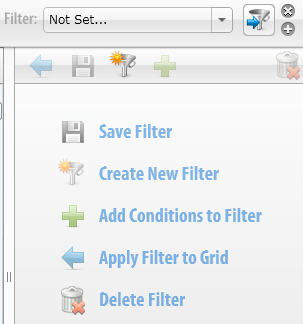 Filter: Not Set...
Save Filter
Create New Filter
Add Conditions to Filter
Apply Filter to Grid
Delete Filter